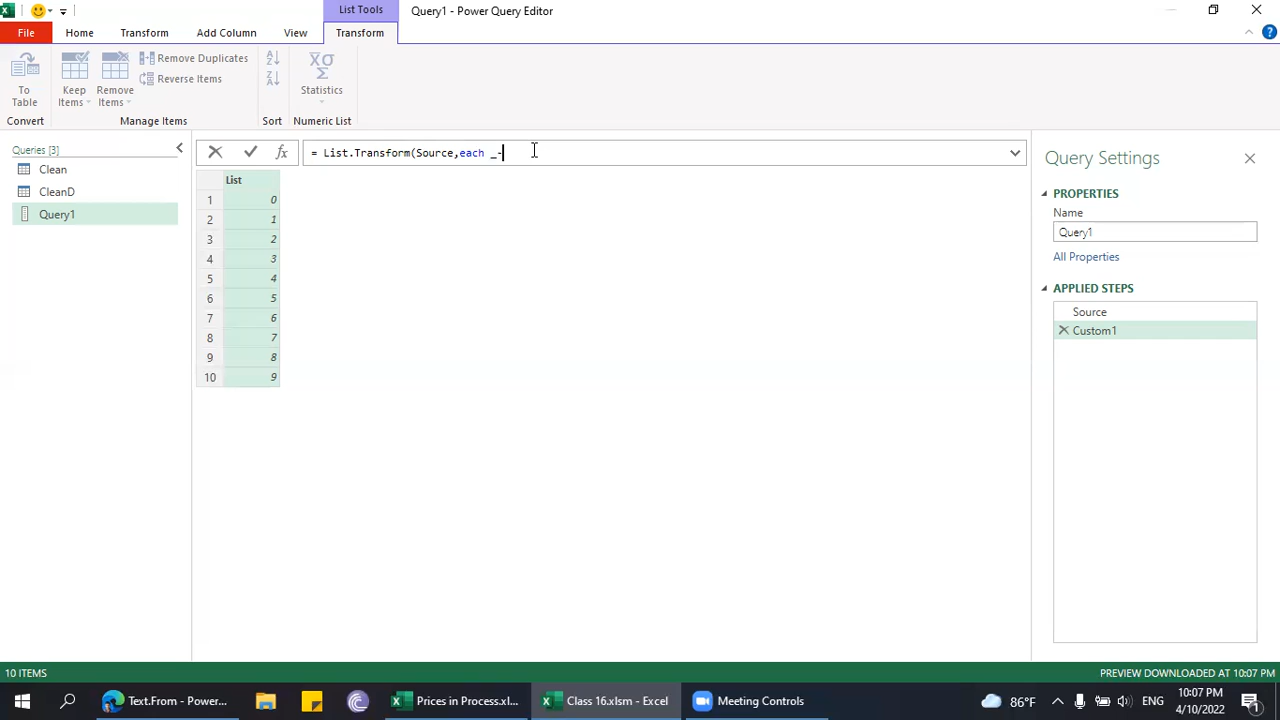 List Tools
Query1 - Power Query Editor
File
Home
Transform
Add Column
View
Transform
To
Table
Keep
Items
Remove
Items
Remove Duplicates
Reverse Items
A
Z
Z
A
Χσ
Σ
Statistics
Convert
Manage Items
Sort
Numeric List
Queries [3]
Clean
CleanD
Query1
fx
= List.Transform(Source,each _-
List
1 0
2 1
3 2
4 3
5 4
6 5
7 6
8 7
9 8
10 9
Query Settings
PROPERTIES
Name
Query1
All Properties
APPLIED STEPS
Source
Custom1
10 ITEMS
PREVIEW DOWNLOADED AT 10:07 PM
Text.From - Power...
Prices in Process.xl...
Class 16.xlsm - Excel
Meeting Controls
86°F
ENG
10:07 PM
4/10/2022
1